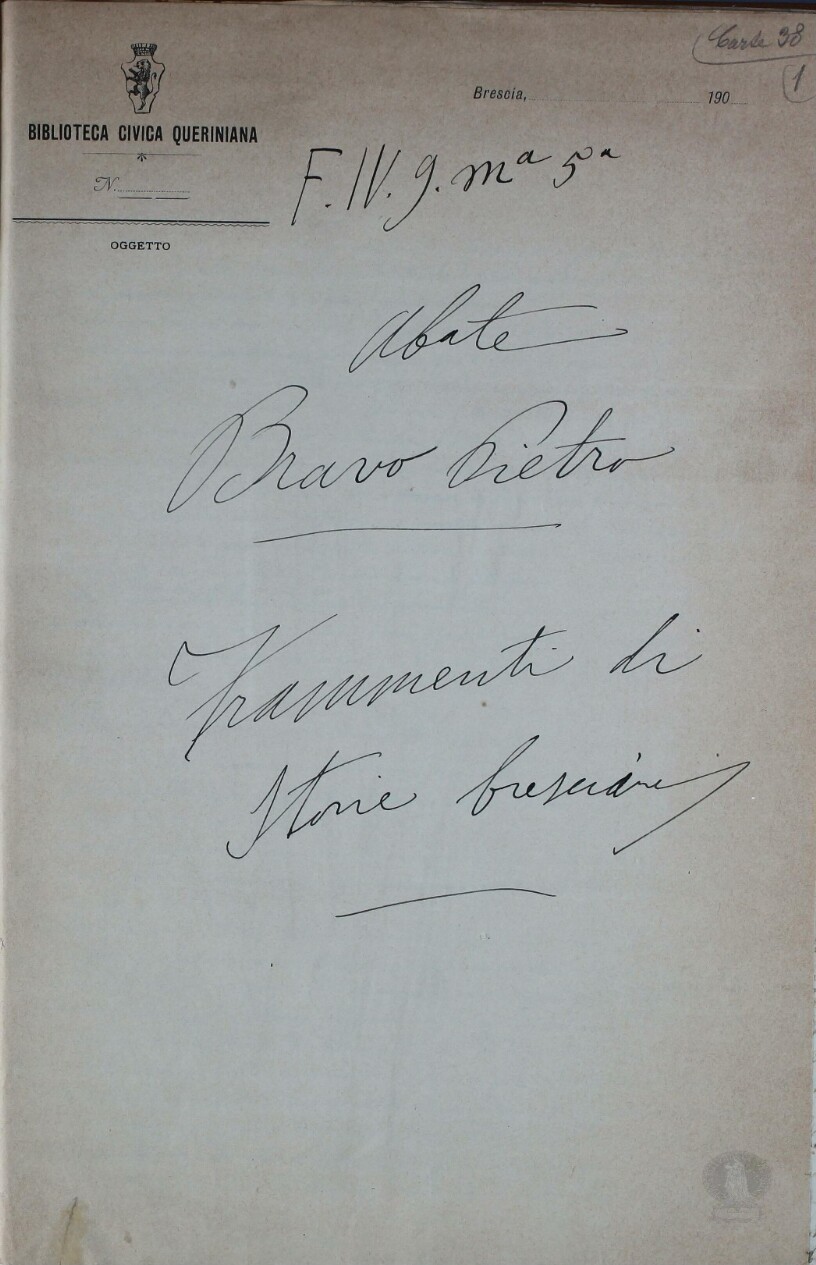 Carte 38
1
Brescia, 190
BIBLIOTECA CIVICA QUERINIANA
N.
OGGETTO
F. IV. 9. mª 5ª
Abate
Bravo Pietro
Frammenti di
Storie bresciane